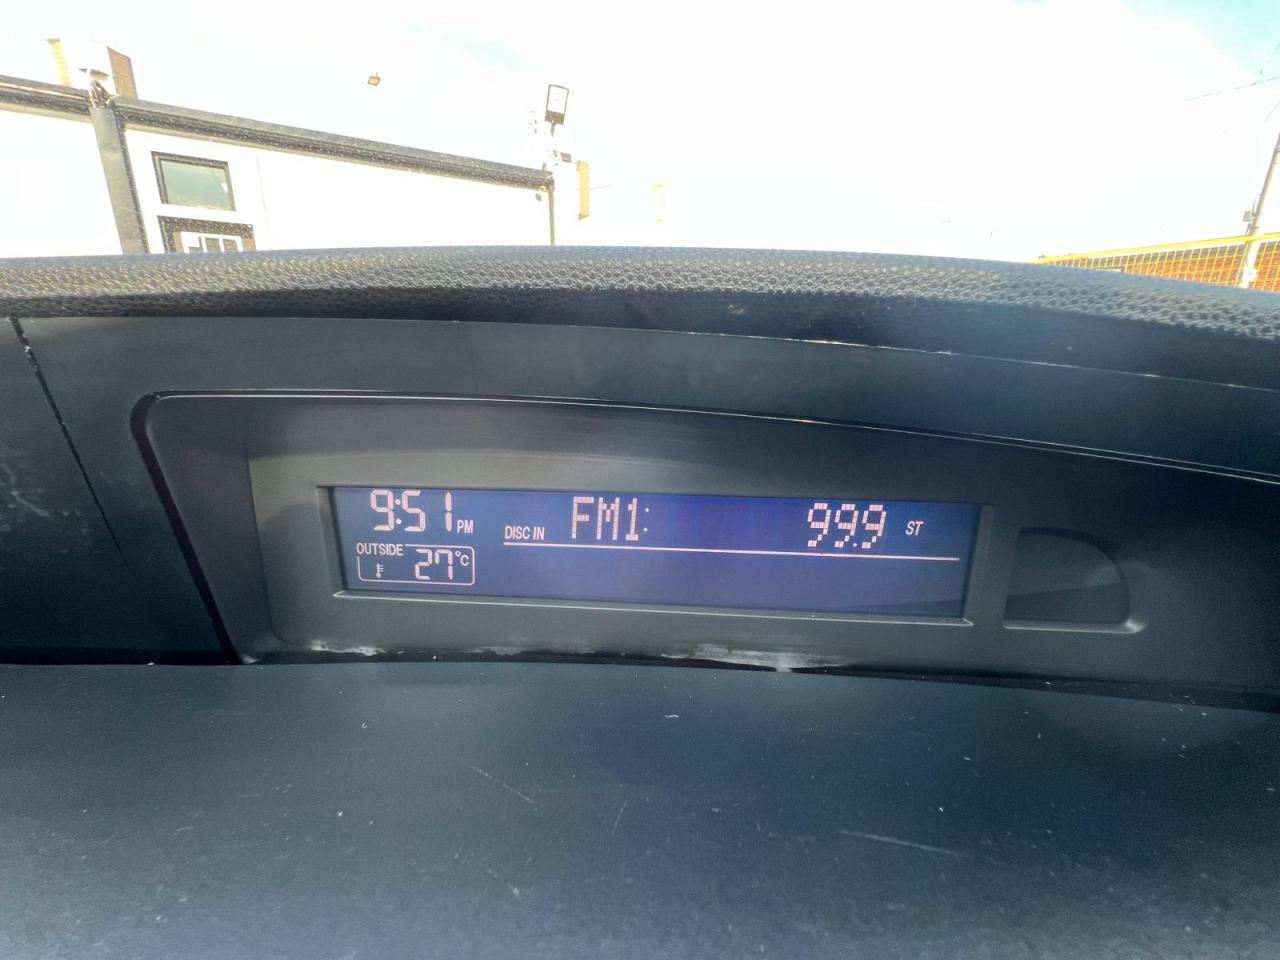 9:51 PM DISC IN FM1: 99.9 ST
OUTSIDE 27°C